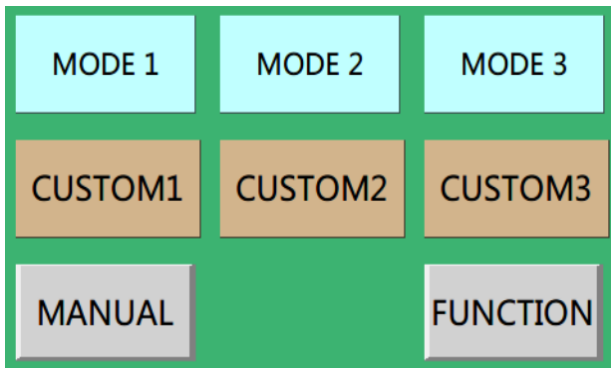 MODE 1 MODE 2 MODE 3
CUSTOM1 CUSTOM2 CUSTOM3
MANUAL FUNCTION